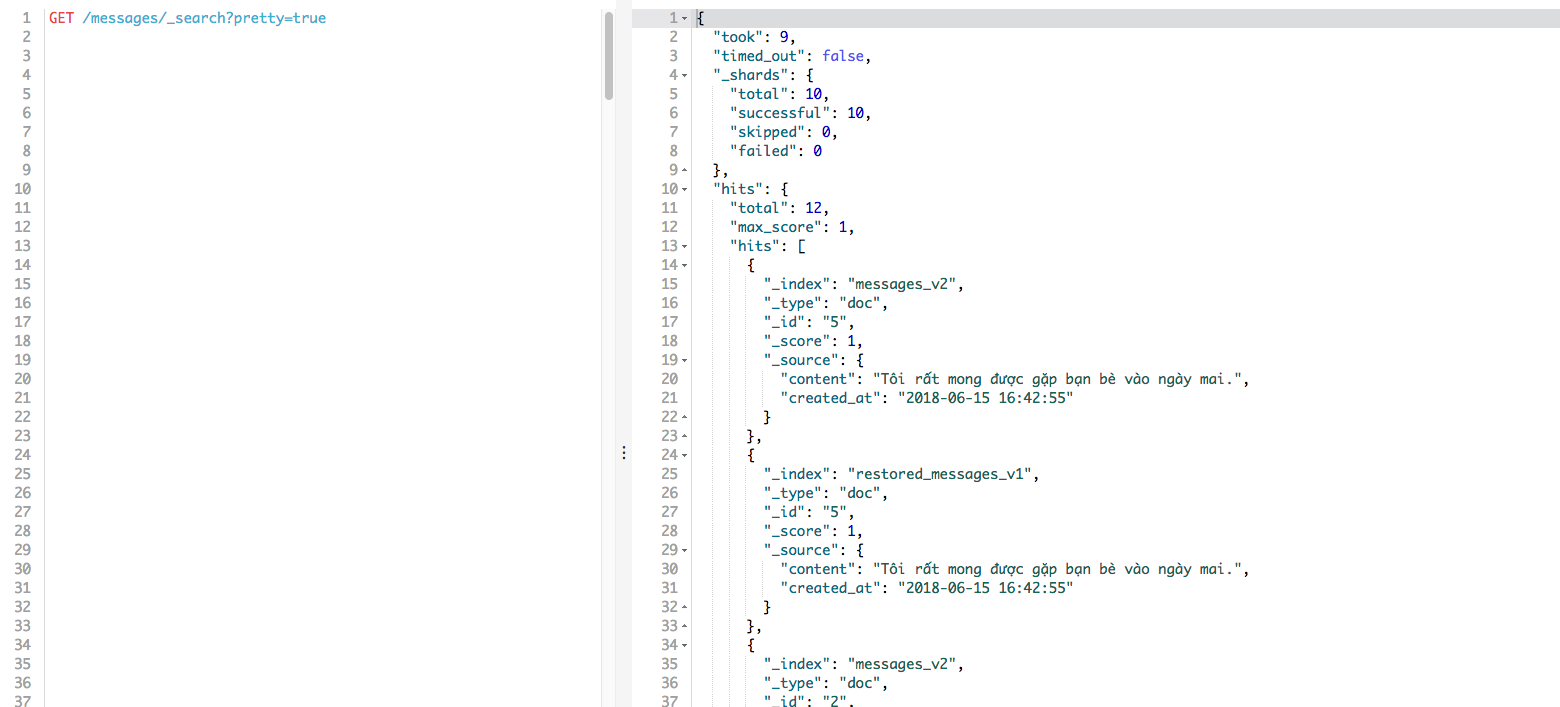 1 GET /messages/_search?pretty=true
2
3
4
5
6
7
8
9
10
11
12
13
14
15
16
17
18
19
20
21
22
23
24
25
26
27
28
29
30
31
32
33
34
35
36
37
1 {
2 "took": 9,
3 "timed_out": false,
4 "_shards": {
5 "total": 10,
6 "successful": 10,
7 "skipped": 0,
8 "failed": 0
9 },
10 "hits": {
11 "total": 12,
12 "max_score": 1,
13 "hits": [
14 {
15 "_index": "messages_v2",
16 "_type": "doc",
17 "_id": "5",
18 "_score": 1,
19 "_source": {
20 "content": "Tôi rất mong được gặp bạn bè vào ngày mai.",
21 "created_at": "2018-06-15 16:42:55"
22 }
23 },
24 {
25 "_index": "restored_messages_v1",
26 "_type": "doc",
27 "_id": "5",
28 "_score": 1,
29 "_source": {
30 "content": "Tôi rất mong được gặp bạn bè vào ngày mai.",
31 "created_at": "2018-06-15 16:42:55"
32 }
33 },
34 {
35 "_index": "messages_v2",
36 "_type": "doc",
37 "_id": "2",